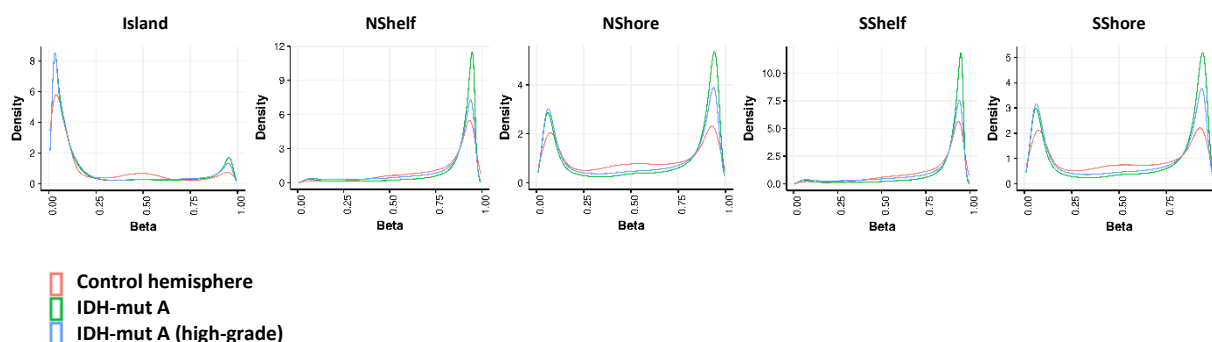 Island NShelf NShore SShelf SShore
Density
8
6
4
2
0
0.00 0.25 0.50 0.75 1.00
Beta
Density
12
9
6
3
0
0.00 0.25 0.50 0.75 1.00
Beta
Density
4
2
0
0.00 0.25 0.50 0.75 1.00
Beta
Density
10.0
7.5
5.0
2.5
0.0
0.00 0.25 0.50 0.75 1.00
Beta
Density
5
4
3
2
1
0
0.00 0.25 0.50 0.75 1.00
Beta
Control hemisphere
IDH-mut A
IDH-mut A (high-grade)